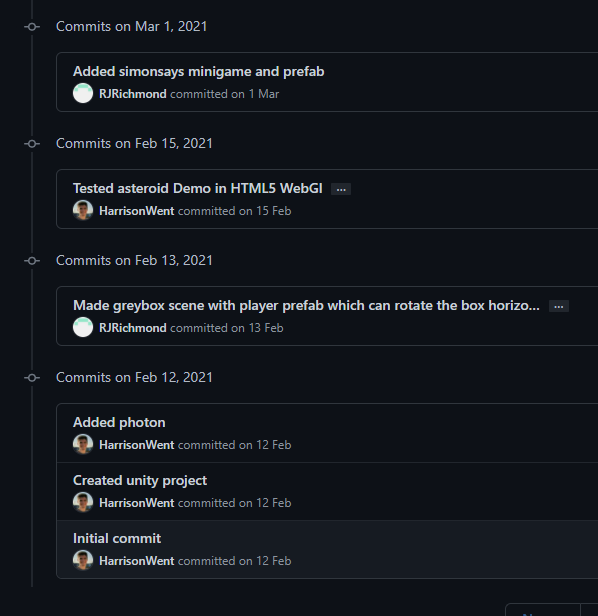 Commits on Mar 1, 2021
Added simonsays minigame and prefab
RJRichmond committed on 1 Mar
Commits on Feb 15, 2021
Tested asteroid Demo in HTML5 WebGl ...
HarrisonWent committed on 15 Feb
Commits on Feb 13, 2021
Made greybox scene with player prefab which can rotate the box horizo... ...
RJRichmond committed on 13 Feb
Commits on Feb 12, 2021
Added photon
HarrisonWent committed on 12 Feb
Created unity project
HarrisonWent committed on 12 Feb
Initial commit
HarrisonWent committed on 12 Feb